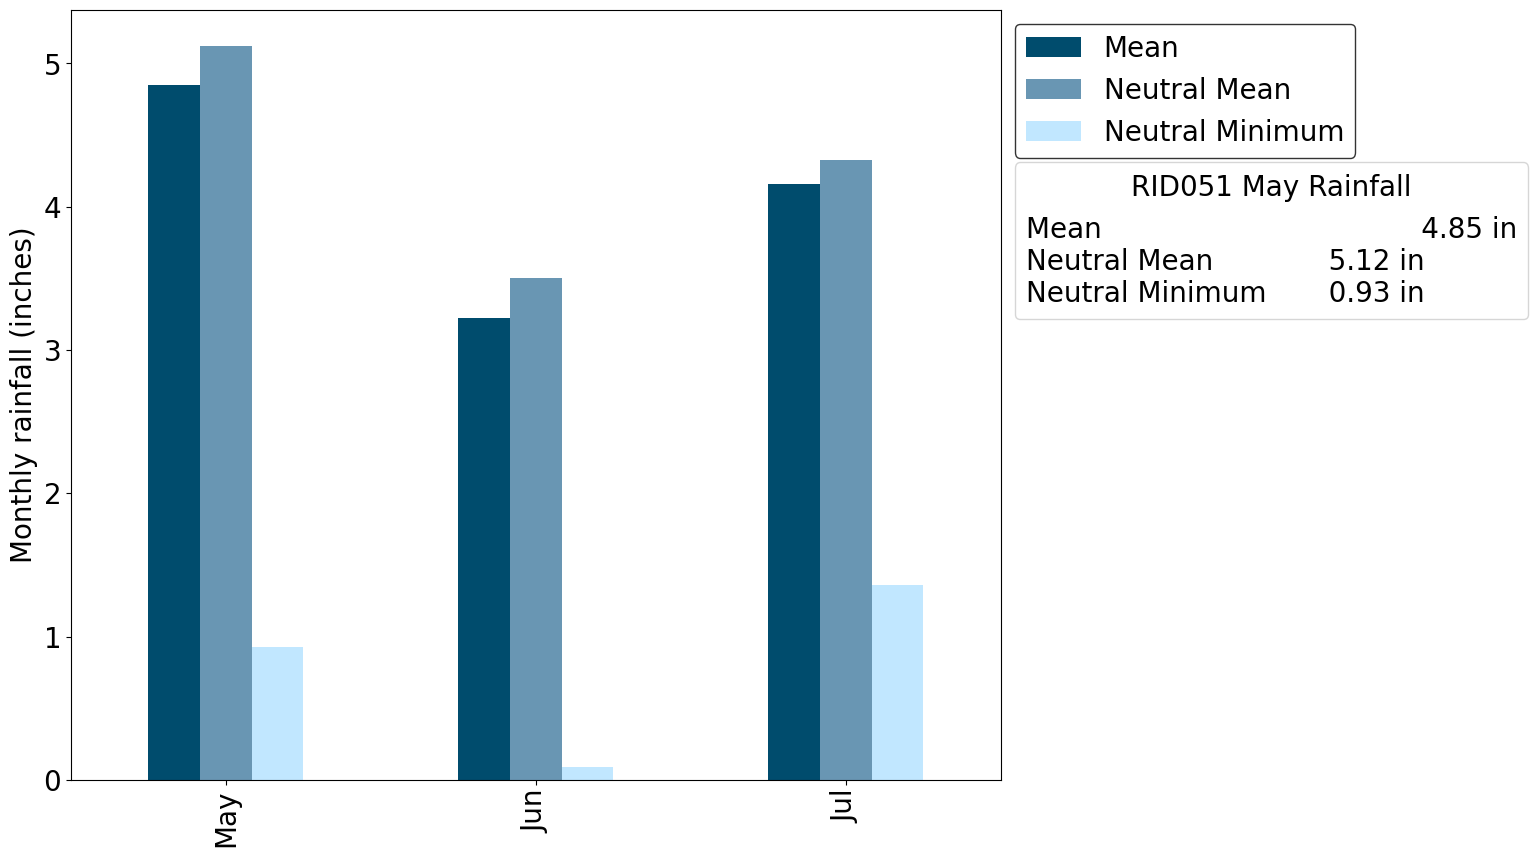 Monthly rainfall (inches)
5
4
3
2
1
0
May
Jun
Jul
Mean
Neutral Mean
Neutral Minimum
RID051 May Rainfall
Mean 4.85 in
Neutral Mean 5.12 in
Neutral Minimum 0.93 in